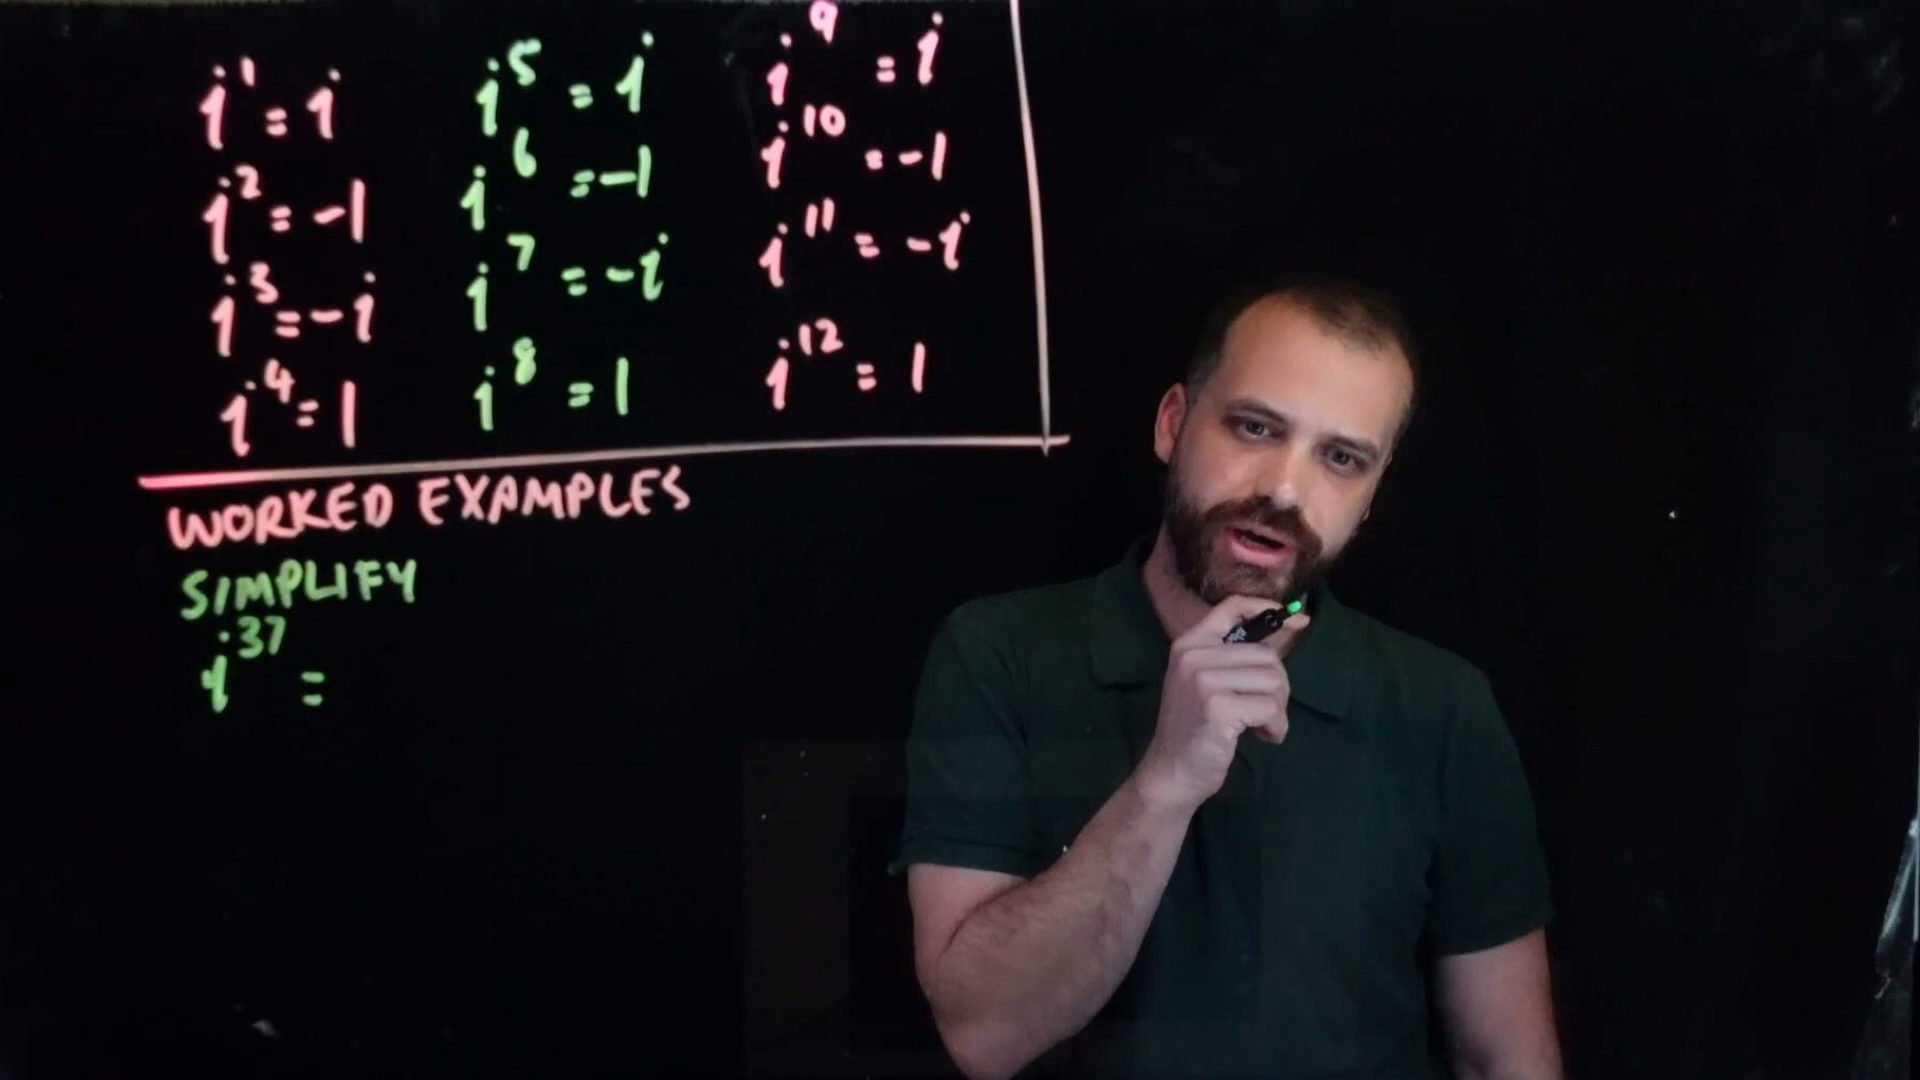 i¹ = i
i² = -1
i³ = -i
i⁴ = 1
i⁵ = i
i⁶ = -1
i⁷ = -i
i⁸ = 1
i⁹ = i
i¹⁰ = -1
i¹¹ = -i
i¹² = 1
WORKED EXAMPLES
SIMPLIFY
i³⁷ =